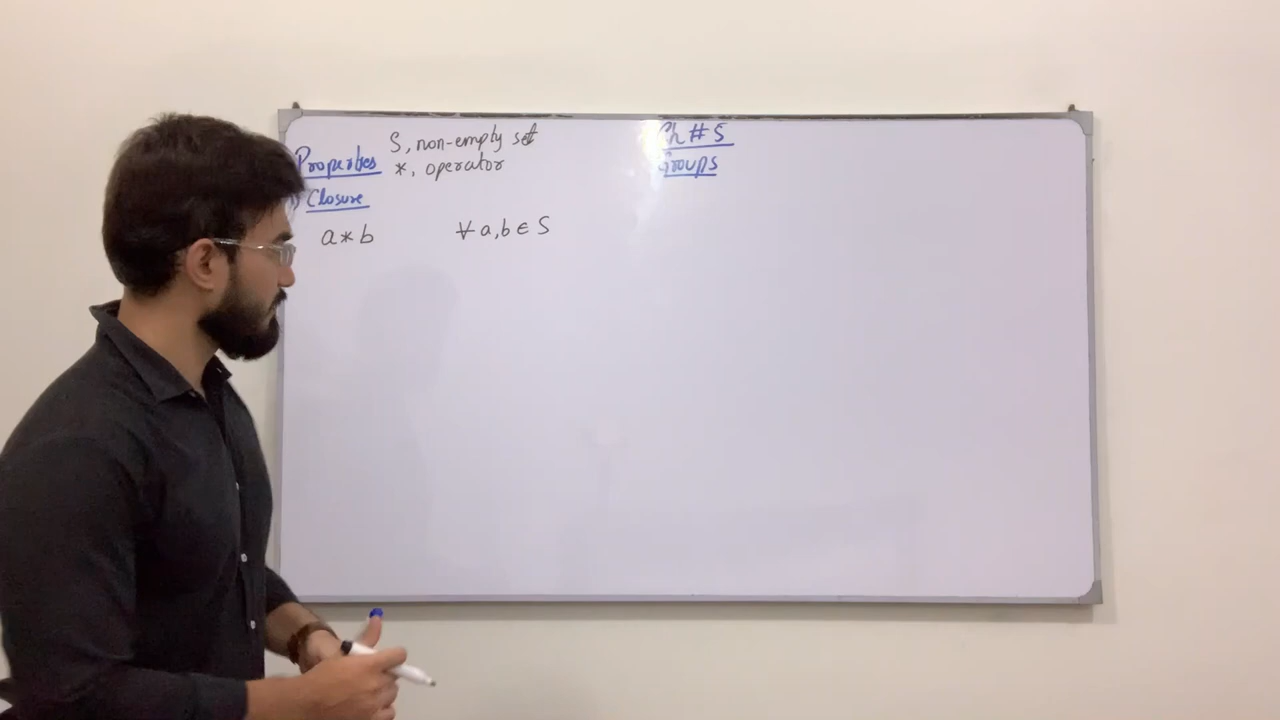 Ch # 5
Groups
S, non-empty set
Properties *, operator
) Closure
a * b ∀ a,b ∈ S